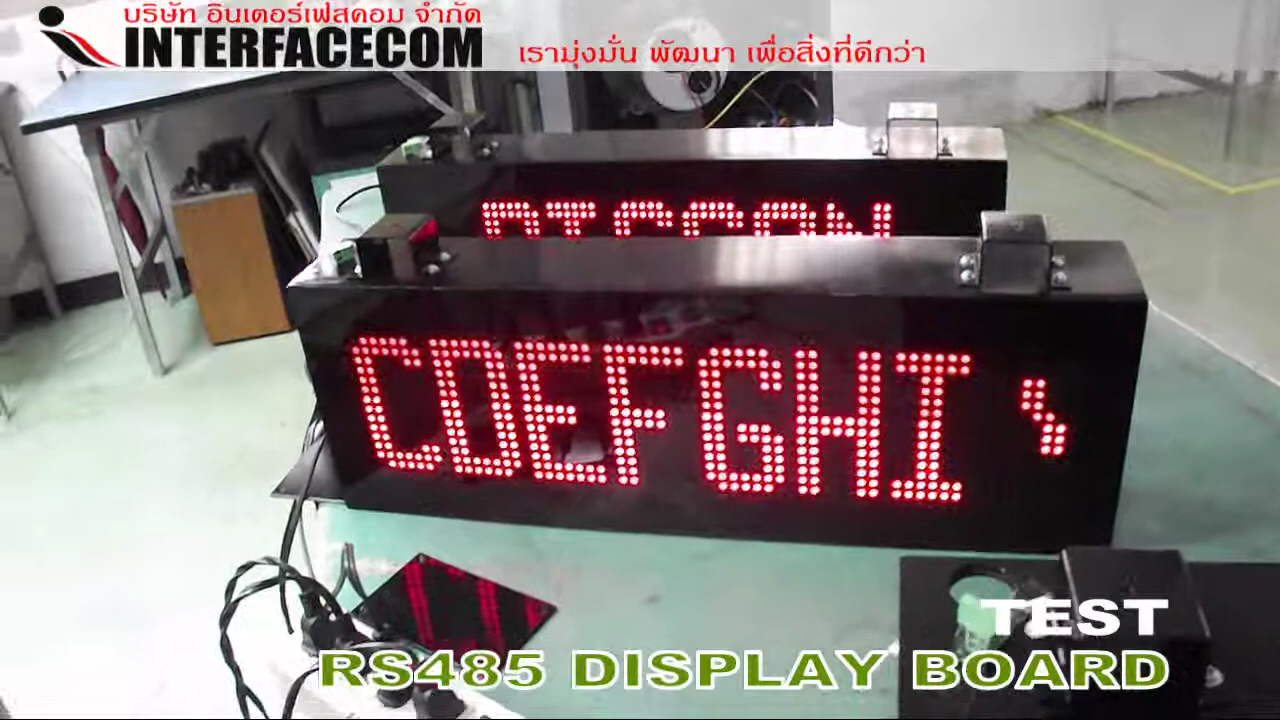 บริษัท อินเตอร์เฟสคอม จำกัด
INTERFACECOM
เรามุ่งมั่น พัฒนา เพื่อสิ่งที่ดีกว่า
CDEFGHI
TEST
RS485 DISPLAY BOARD